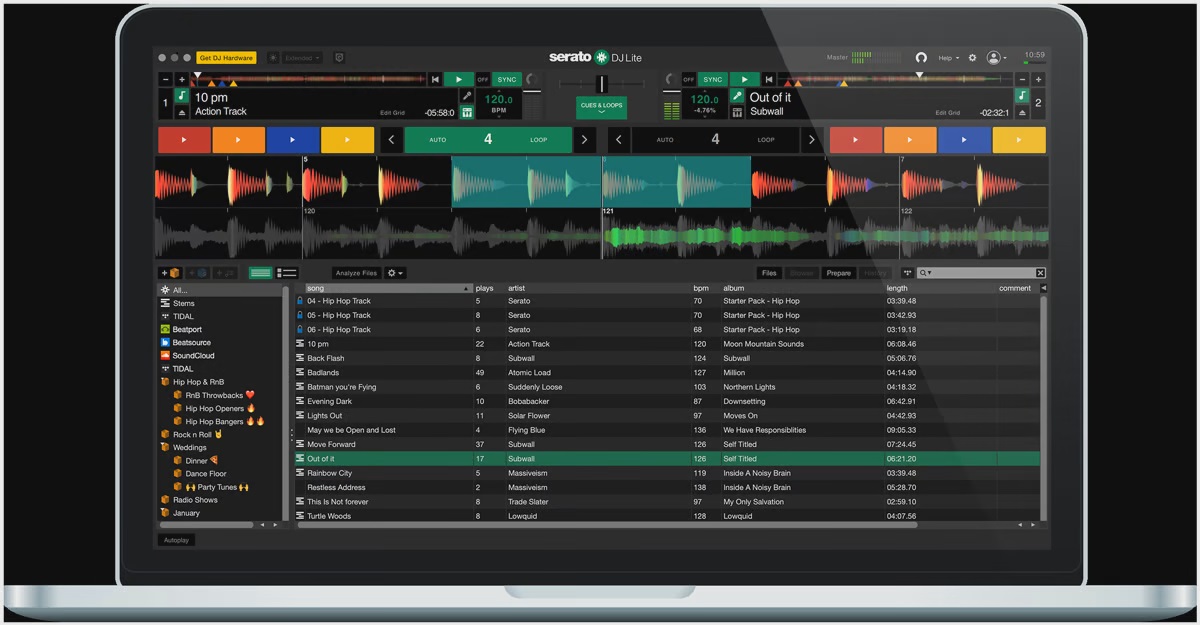 Get DJ Hardware Extended serato DJ Lite Master Help 10:59
1 10 pm OFF SYNC 120.0 BPM CUES & LOOPS OFF SYNC 120.0 -4.76% Out of it 2
Action Track Edit Grid -05:58:0 Subwall Edit Grid -02:32:1
AUTO 4 LOOP AUTO 4 LOOP
5 7
120 121 122
Analyze Files Files Browse Prepare History
song plays artist bpm album length comment
All...
Stems
TIDAL
Beatport
Beatsource
SoundCloud
TIDAL
Hip Hop & RnB
RnB Throwbacks ❤️
Hip Hop Openers 🔥
Hip Hop Bangers 🔥🔥
Rock n Roll 🤘
Weddings
Dinner 🍕
Dance Floor
🙌 Party Tunes 🙌
Radio Shows
January
04 - Hip Hop Track 5 Serato 70 Starter Pack - Hip Hop 03:39.48
05 - Hip Hop Track 8 Serato 70 Starter Pack - Hip Hop 03:42.93
06 - Hip Hop Track 6 Serato 68 Starter Pack - Hip Hop 03:19.18
10 pm 22 Action Track 120 Moon Mountain Sounds 06:08.46
Back Flash 8 Subwall 124 Subwall 05:06.76
Badlands 49 Atomic Load 127 Million 04:14.90
Batman you're Fying 6 Suddenly Loose 103 Northern Lights 04:18.32
Evening Dark 10 Bobabacker 87 Downsetting 06:42.91
Lights Out 11 Solar Flower 97 Moves On 04:42.93
May we be Open and Lost 4 Flying Blue 136 We Have Responsiblities 09:05.33
Move Forward 37 Subwall 126 Self Titled 07:24.45
Out of it 17 Subwall 126 Self Titled 06:21.20
Rainbow City 5 Massiveism 119 Inside A Noisy Brain 03:39.48
Restless Address 2 Massiveism 138 Inside A Noisy Brain 05:28.70
This Is Not forever 8 Trade Slater 97 My Only Salvation 02:59.10
Turtle Woods 8 Lowquid 128 Lowquid 04:07.56
Autoplay